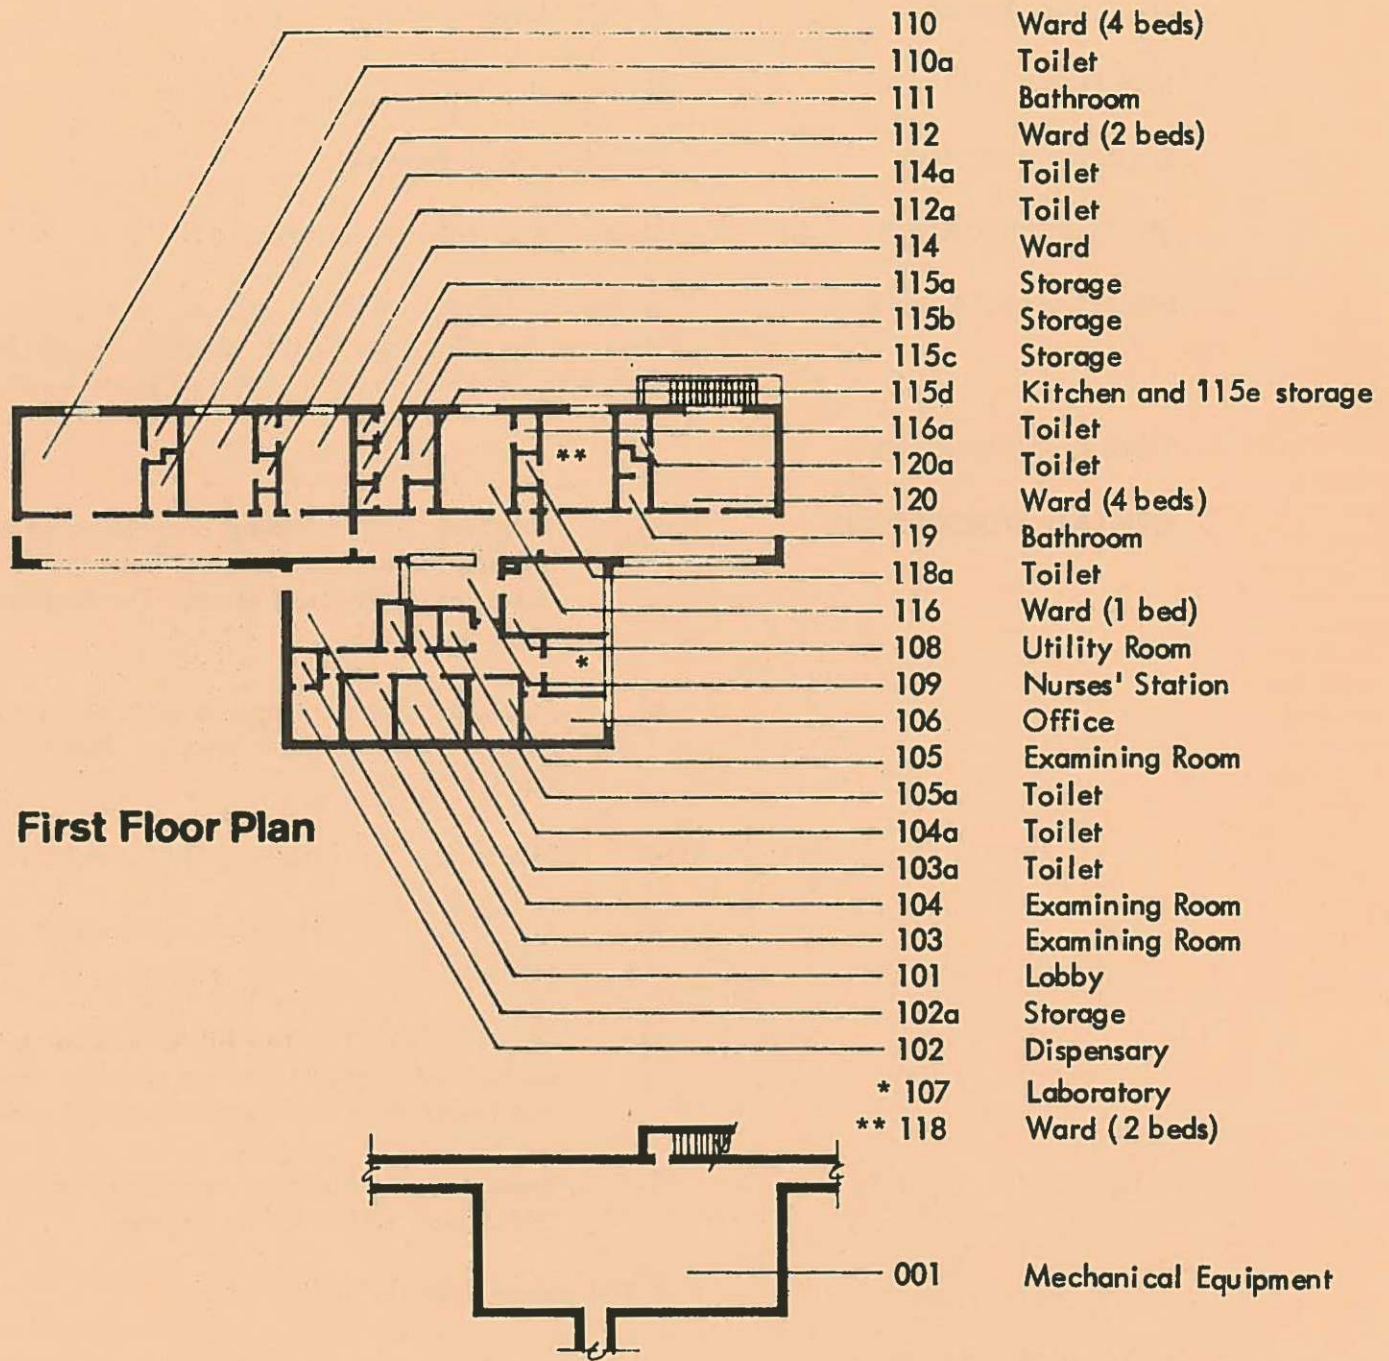 110 Ward (4 beds)
110a Toilet
111 Bathroom
112 Ward (2 beds)
114a Toilet
112a Toilet
114 Ward
115a Storage
115b Storage
115c Storage
115d Kitchen and 115e storage
116a Toilet
120a Toilet
120 Ward (4 beds)
119 Bathroom
118a Toilet
116 Ward (1 bed)
108 Utility Room
109 Nurses' Station
106 Office
105 Examining Room
105a Toilet
104a Toilet
103a Toilet
104 Examining Room
103 Examining Room
101 Lobby
102a Storage
102 Dispensary
* 107 Laboratory
** 118 Ward (2 beds)
**
*
First Floor Plan
001 Mechanical Equipment